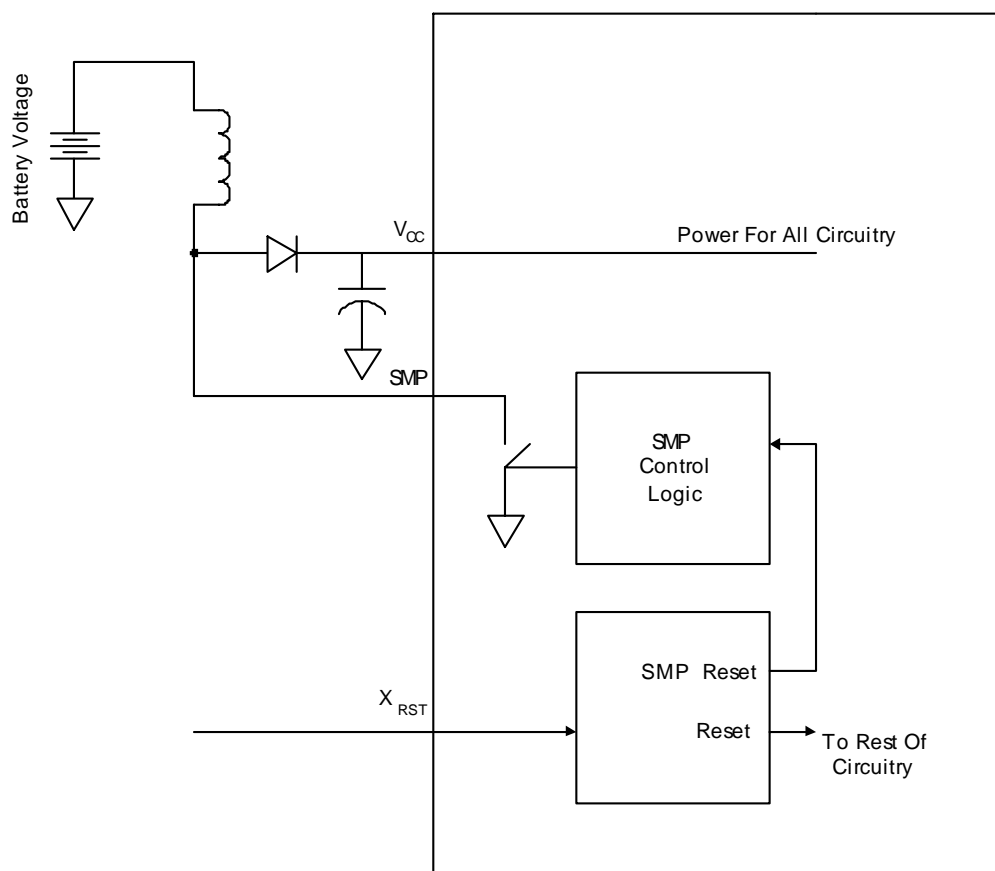 Battery Voltage
VCC
Power For All Circuitry
SMP
SMP
Control
Logic
SMP Reset
XRST
Reset
To Rest Of
Circuitry